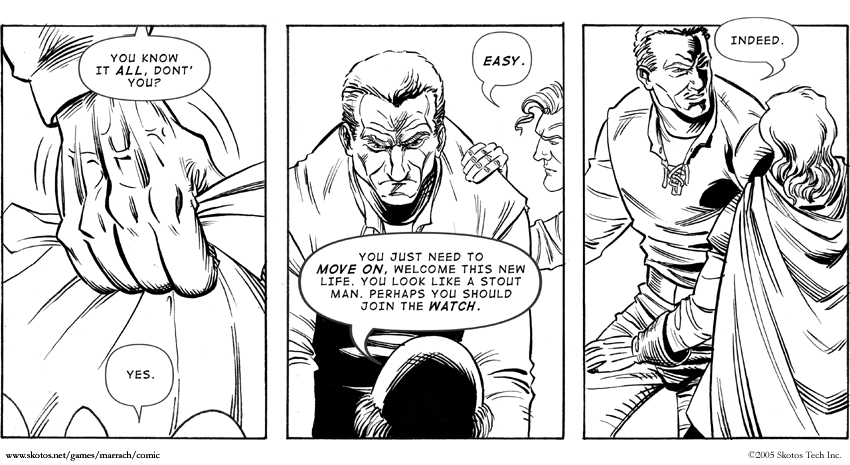 YOU KNOW
IT ALL, DONT'
YOU?
YES.
EASY.
YOU JUST NEED TO
MOVE ON, WELCOME THIS NEW
LIFE. YOU LOOK LIKE A STOUT
MAN. PERHAPS YOU SHOULD
JOIN THE WATCH.
INDEED.
www.skotos.net/games/marrach/comic
©2005 Skotos Tech Inc.